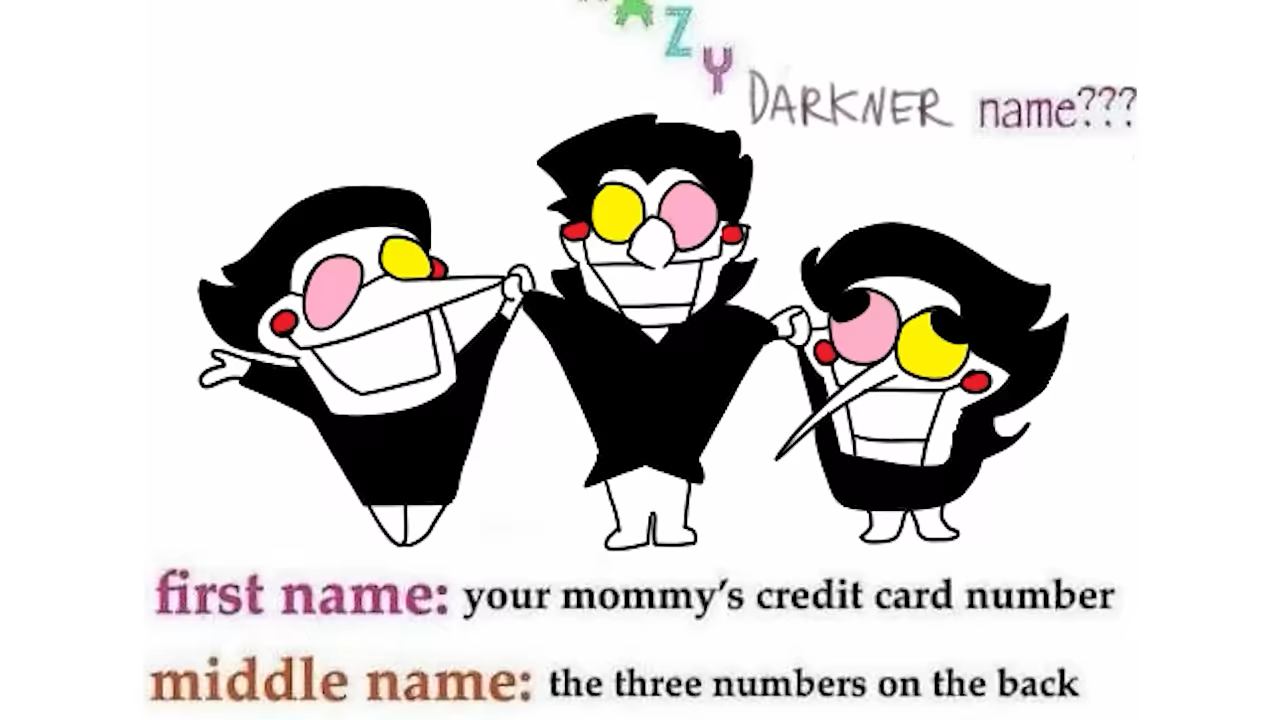 Z
Y DARKNER name???
first name: your mommy's credit card number
middle name: the three numbers on the back